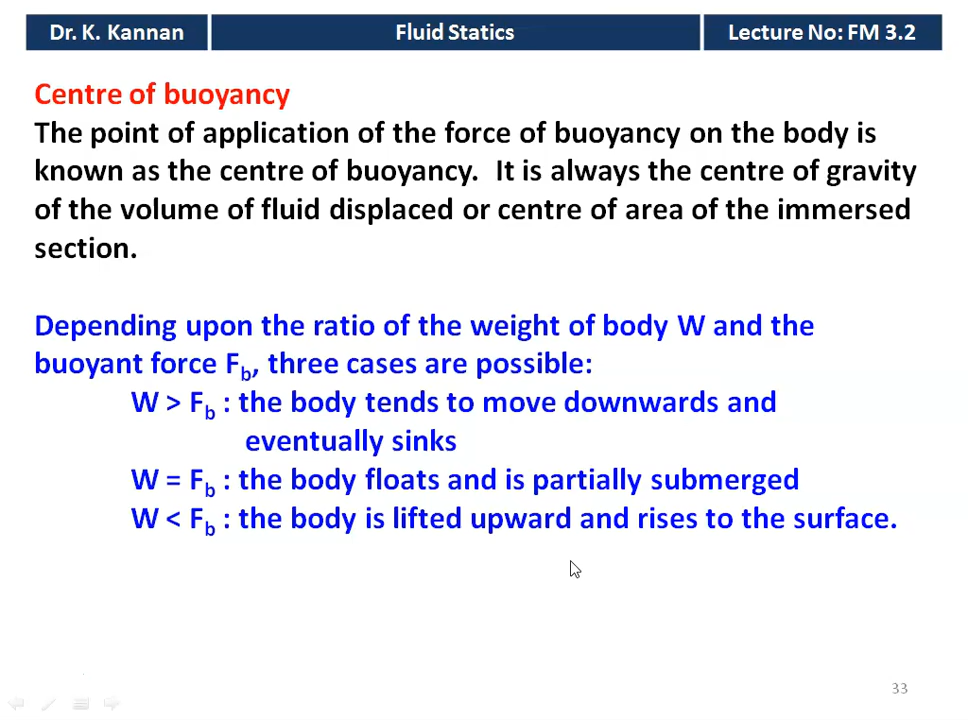 Dr. K. Kannan
Fluid Statics
Lecture No: FM 3.2
Centre of buoyancy
The point of application of the force of buoyancy on the body is
known as the centre of buoyancy. It is always the centre of gravity
of the volume of fluid displaced or centre of area of the immersed
section.
Depending upon the ratio of the weight of body W and the
buoyant force Fb, three cases are possible:
W > Fb : the body tends to move downwards and
eventually sinks
W = Fb : the body floats and is partially submerged
W < Fb : the body is lifted upward and rises to the surface.
33